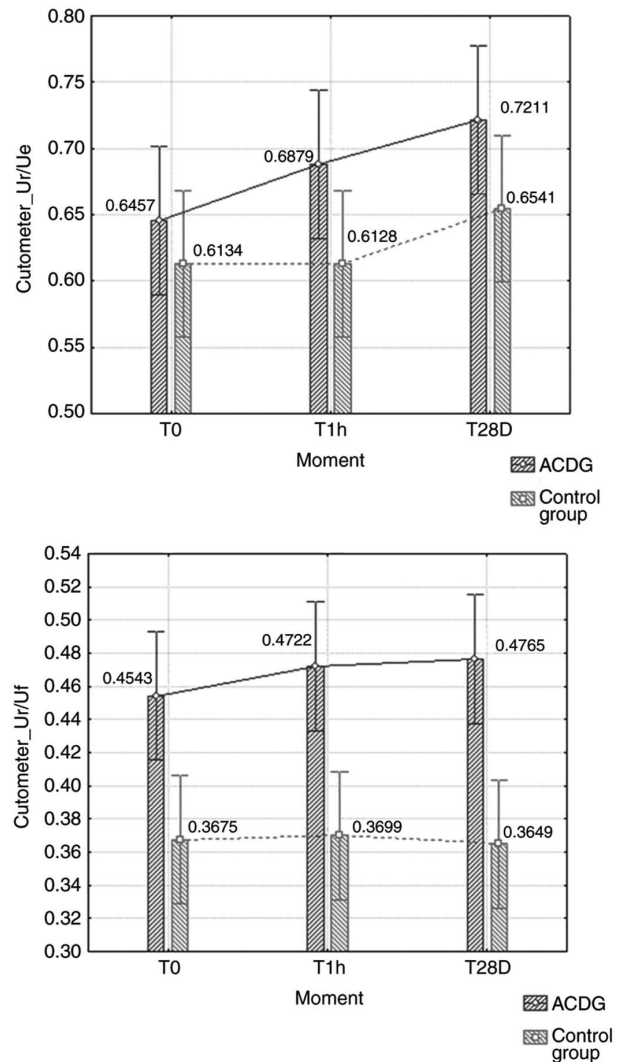 0.80
0.75
0.70
0.65
0.60
0.55
0.50
Cutometer_Ur/Ue
0.6457
0.6134
0.6879
0.6128
0.7211
0.6541
T0 T1h T28D
Moment
ACDG
Control
group
0.54
0.52
0.50
0.48
0.46
0.44
0.42
0.40
0.38
0.36
0.34
0.32
0.30
Cutometer_Ur/Uf
0.4543
0.3675
0.4722
0.3699
0.4765
0.3649
T0 T1h T28D
Moment
ACDG
Control
group